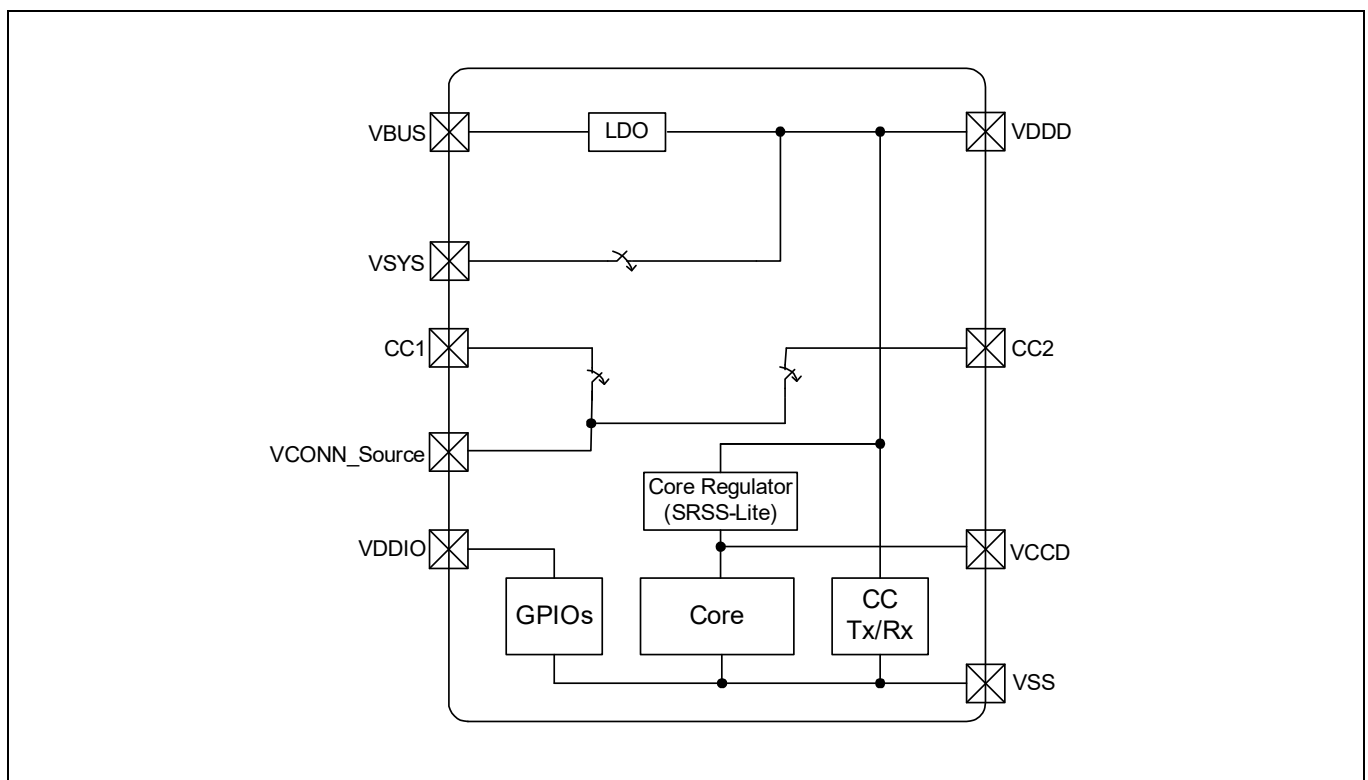 VBUS
LDO
VDDD
VSYS
CC1
CC2
VCONN_Source
Core Regulator
(SRSS-Lite)
VDDIO
VCCD
GPIOs
Core
CC
Tx/Rx
VSS